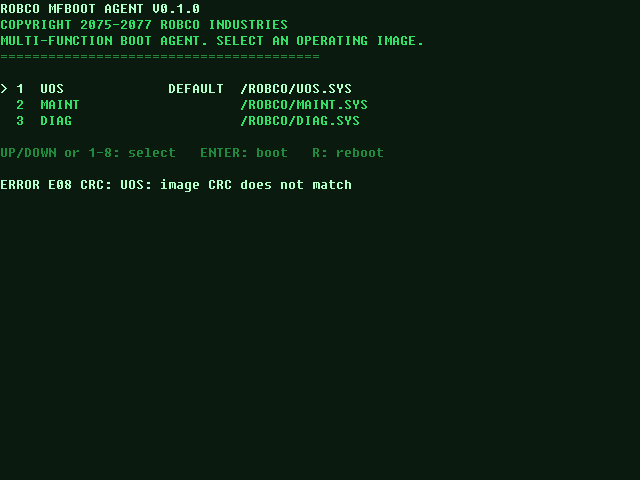 ROBCO MFBOOT AGENT V0.1.0
COPYRIGHT 2075-2077 ROBCO INDUSTRIES
MULTI-FUNCTION BOOT AGENT. SELECT AN OPERATING IMAGE.
========================================
> 1  UOS             DEFAULT  /ROBCO/UOS.SYS
  2  MAINT                    /ROBCO/MAINT.SYS
  3  DIAG                     /ROBCO/DIAG.SYS
UP/DOWN or 1-8: select   ENTER: boot   R: reboot
ERROR E08 CRC: UOS: image CRC does not match